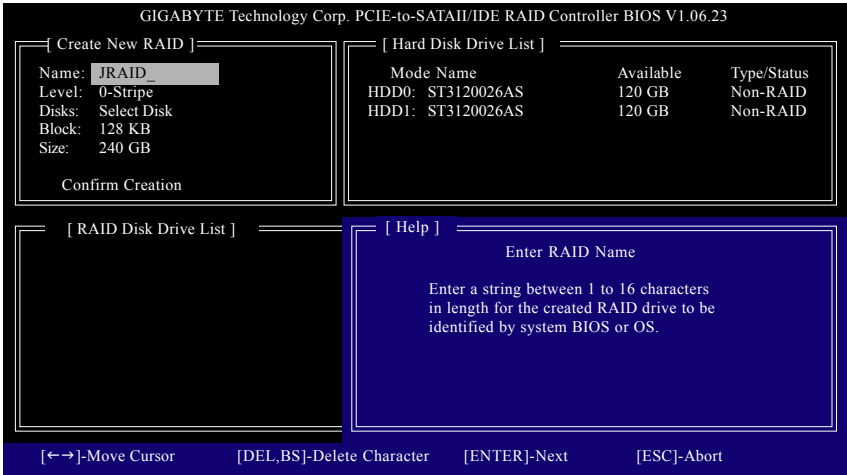 GIGABYTE Technology Corp. PCIE-to-SATAII/IDE RAID Controller BIOS V1.06.23
[ Create New RAID ]
Name: JRAID_
Level: 0-Stripe
Disks: Select Disk
Block: 128 KB
Size: 240 GB
Confirm Creation
[ Hard Disk Drive List ]
Mode Name Available Type/Status
HDD0: ST3120026AS 120 GB Non-RAID
HDD1: ST3120026AS 120 GB Non-RAID
[ RAID Disk Drive List ]
[ Help ]
Enter RAID Name
Enter a string between 1 to 16 characters
in length for the created RAID drive to be
identified by system BIOS or OS.
[←→]-Move Cursor [DEL,BS]-Delete Character [ENTER]-Next [ESC]-Abort